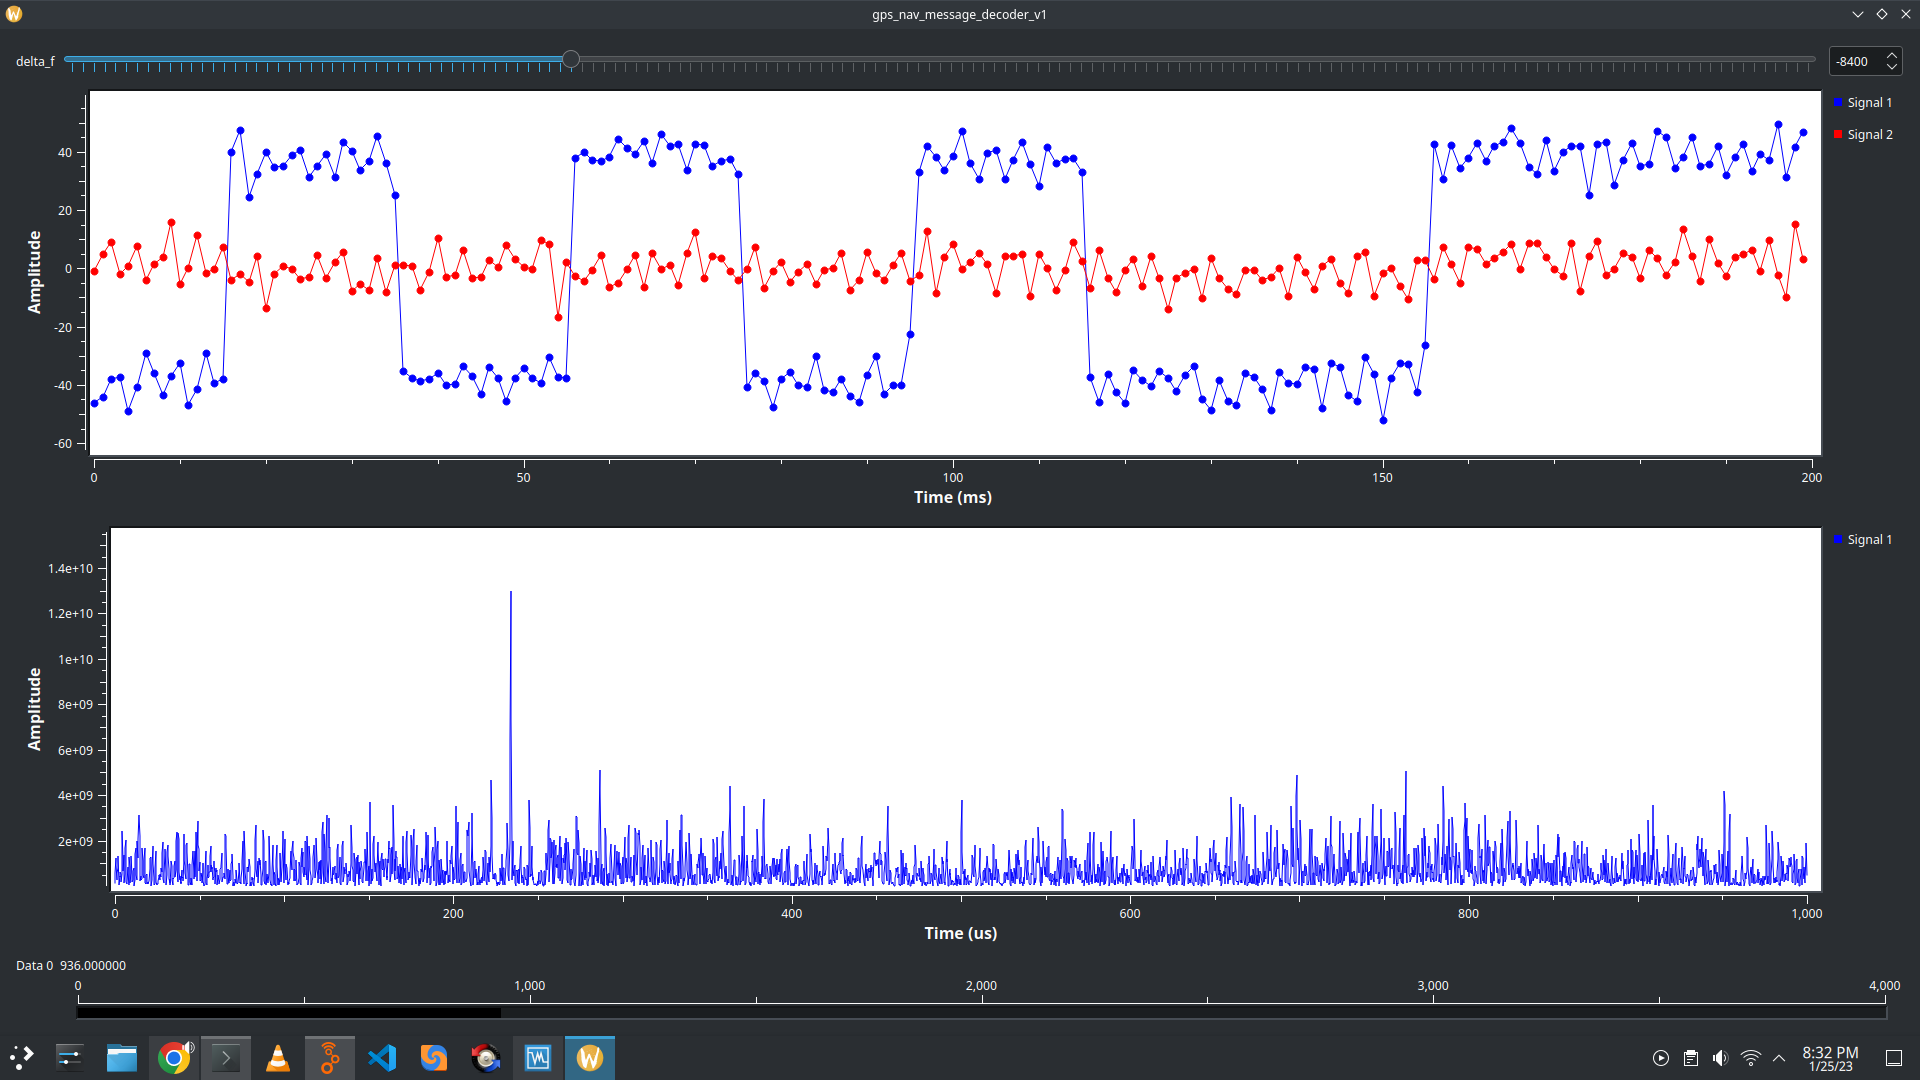 gps_nav_message_decoder_v1
delta_f
-8400
Signal 1
Signal 2
40
20
0
-20
-40
-60
Amplitude
0 50 100 150 200
Time (ms)
Signal 1
1.4e+10
1.2e+10
1e+10
8e+09
6e+09
4e+09
2e+09
Amplitude
0 200 400 600 800 1,000
Time (us)
Data 0 936.000000
0 1,000 2,000 3,000 4,000
8:32 PM
1/25/23